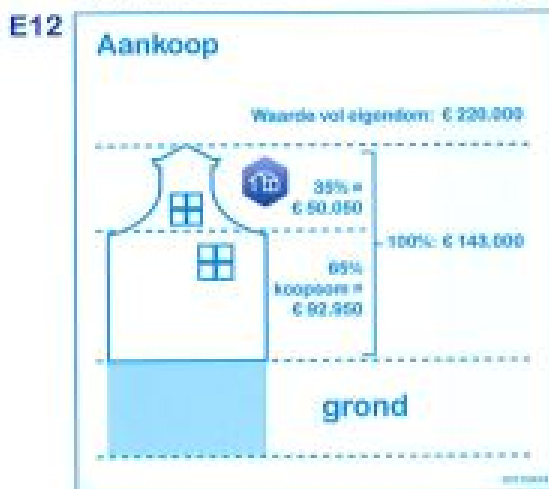 E12
Aankoop
Waarde vol eigendom: € 220.000
35% =
€ 50.050
100%: € 143.000
65%
koopsom =
€ 92.950
grond